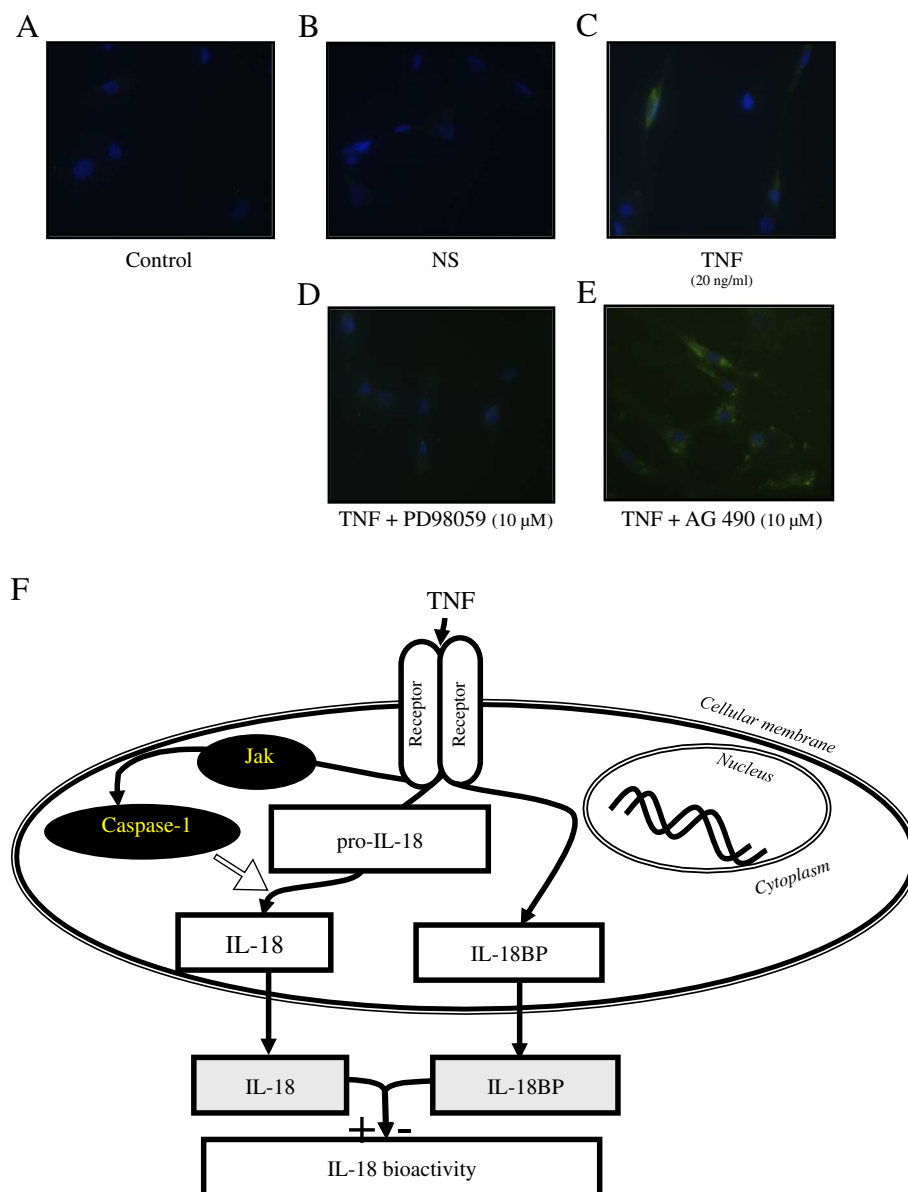 A
B
C
Control
NS
TNF
(20 ng/ml)
D
E
TNF + PD98059 (10 µM)
TNF + AG 490 (10 µM)
F
TNF
Receptor
Receptor
Cellular membrane
Jak
Nucleus
Caspase-1
pro-IL-18
Cytoplasm
IL-18
IL-18BP
IL-18
IL-18BP
+ -
IL-18 bioactivity